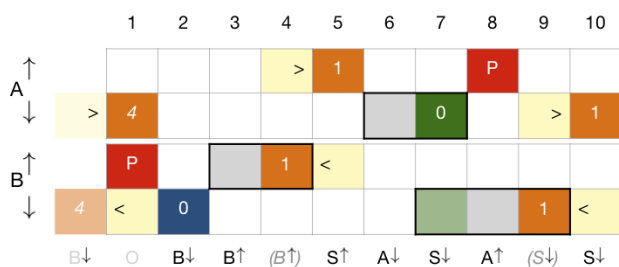 1 2 3 4 5 6 7 8 9 10
↑ > 1 P
A
↓ > 4 0 > 1
↑ P 1 <
B
↓ 4 < 0 1 <
B↓ O B↓ B↑ (B↑) S↑ A↓ S↓ A↑ (S↓) S↓